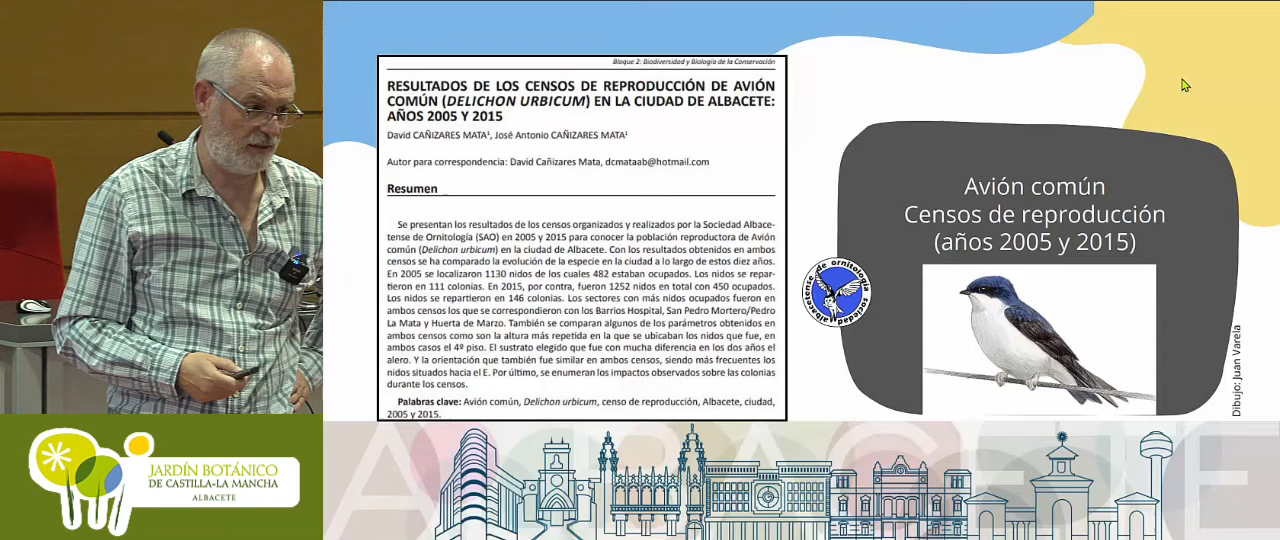 Bloque 2: Biodiversidad y Biología de la Conservación
RESULTADOS DE LOS CENSOS DE REPRODUCCIÓN DE AVIÓN
COMÚN (DELICHON URBICUM) EN LA CIUDAD DE ALBACETE:
AÑOS 2005 Y 2015
David CAÑIZARES MATA¹, José Antonio CAÑIZARES MATA¹
Autor para correspondencia: David Cañizares Mata, dcmataab@hotmail.com
Resumen
Se presentan los resultados de los censos organizados y realizados por la Sociedad Albace-
tense de Ornitología (SAO) en 2005 y 2015 para conocer la población reproductora de Avión
común (Delichon urbicum) en la ciudad de Albacete. Con los resultados obtenidos en ambos
censos se ha comparado la evolución de la especie en la ciudad a lo largo de estos diez años.
En 2005 se localizaron 1130 nidos de los cuales 482 estaban ocupados. Los nidos se repar-
tieron en 111 colonias. En 2015, por contra, fueron 1252 nidos en total con 450 ocupados.
Los nidos se repartieron en 146 colonias. Los sectores con más nidos ocupados fueron en
ambos censos los que se correspondieron con los Barrios Hospital, San Pedro Mortero/Pedro
La Mata y Huerta de Marzo. También se comparan algunos de los parámetros obtenidos en
ambos censos como son la altura más repetida en la que se ubicaban los nidos que fue, en
ambos casos el 4º piso. El sustrato elegido que fue con mucha diferencia en los dos años el
alero. Y la orientación que también fue similar en ambos censos, siendo más frecuentes los
nidos situados hacia el E. Por último, se enumeran los impactos observados sobre las colonias
durante los censos.
Palabras clave: Avión común, Delichon urbicum, censo de reproducción, Albacete, ciudad,
2005 y 2015.
Avión común
Censos de reproducción
(años 2005 y 2015)
sociedad albacetense de ornitología
Dibujo: Juan Varela
JARDÍN BOTÁNICO
DE CASTILLA-LA MANCHA
ALBACETE
ALBACETE